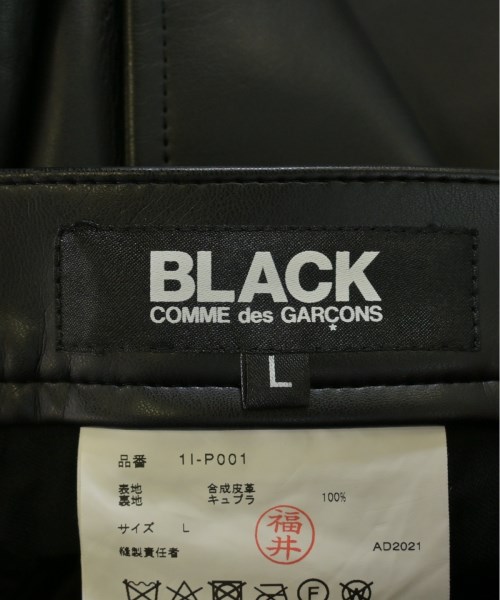 BLACK
COMME des GARÇONS
L
品番 1I-P001
表地 合成皮革
裏地 キュプラ 100%
サイズ L
福井
縫製責任者
AD2021